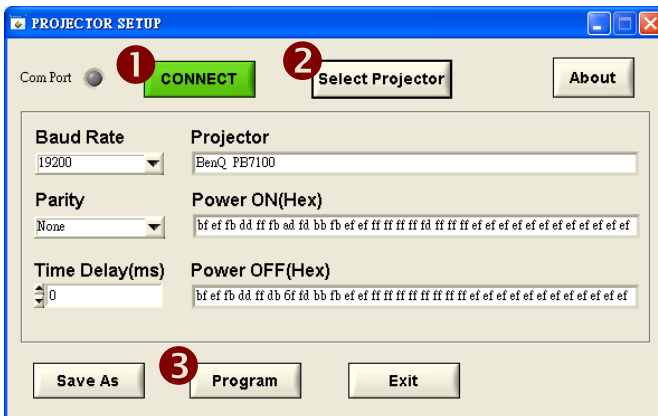 PROJECTOR SETUP
Com Port 1 CONNECT 2 Select Projector About
Baud Rate Projector
19200 BenQ PB7100
Parity Power ON(Hex)
None bf ef fb dd ff fb ad fd bb fb ef ef ff ff ff ff fd ff ff ff ef ef ef ef ef ef ef ef ef ef ef ef
Time Delay(ms) Power OFF(Hex)
0 bf ef fb dd ff db 6f fd bb fb ef ef ff ff ff ff ff ff ff ff ef ef ef ef ef ef ef ef ef ef ef ef
Save As 3 Program Exit